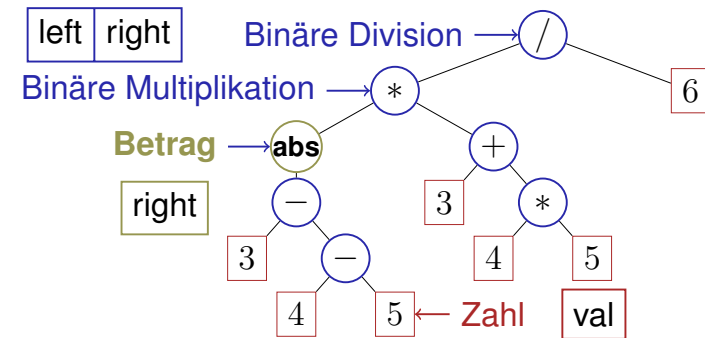 left right Binäre Division /
Binäre Multiplikation * 6
Betrag abs +
right − 3 *
3 − 4 5
4 5 Zahl val